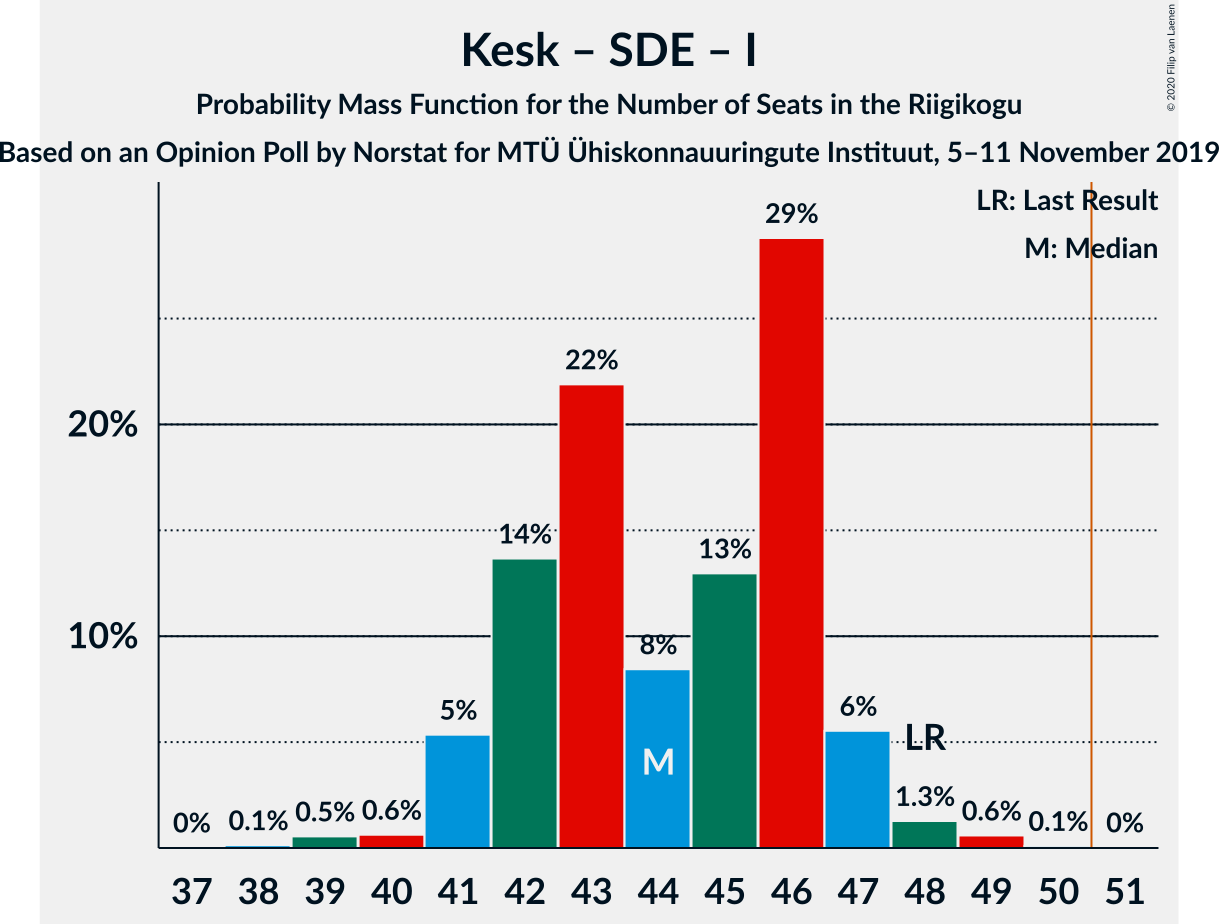 Kesk – SDE – I
Probability Mass Function for the Number of Seats in the Riigikogu
Based on an Opinion Poll by Norstat for MTÜ Ühiskonnauuringute Instituut, 5–11 November 2019
© 2020 Filip van Laenen
LR: Last Result
M: Median
29%
22%
20%
14%
13%
10%
8%
5%
6%
LR
M
0%
0.1%
0.5%
0.6%
1.3%
0.6%
0.1%
0%
37 38 39 40 41 42 43 44 45 46 47 48 49 50 51